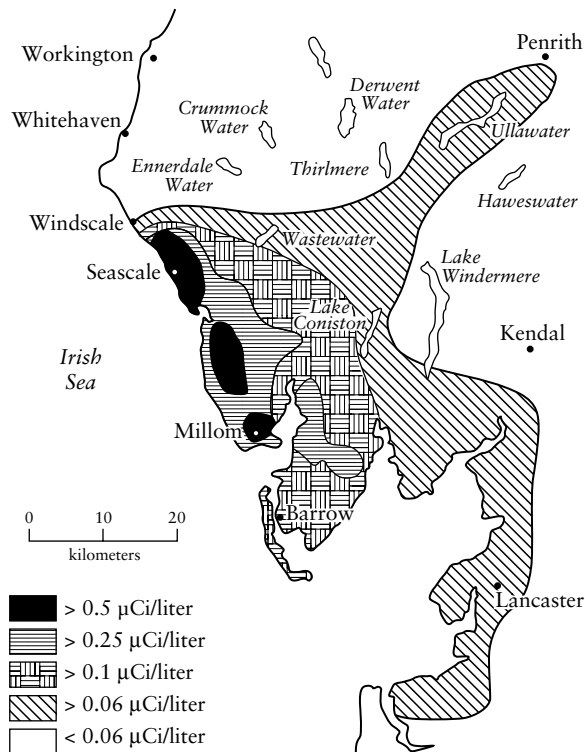 Workington
Penrith
Derwent
Water
Crummock
Water
Whitehaven
Ullawater
Ennerdale
Water
Thirlmere
Haweswater
Windscale
Wastewater
Lake
Windermere
Seascale
Lake
Coniston
Kendal
Irish
Sea
Millom
0 10 20
kilometers
Barrow
Lancaster
> 0.5 µCi/liter
> 0.25 µCi/liter
> 0.1 µCi/liter
> 0.06 µCi/liter
< 0.06 µCi/liter